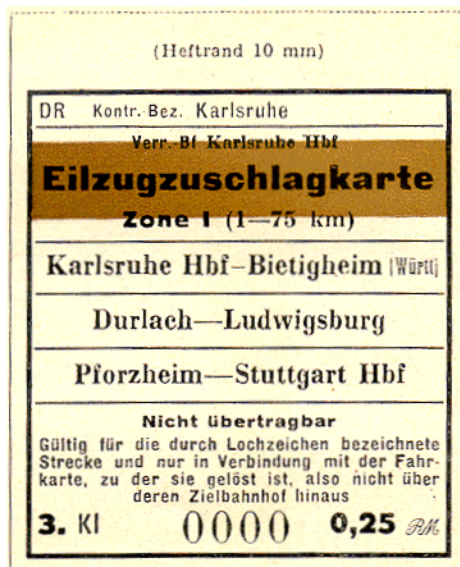 (Heftrand 10 mm)
DR Kontr.-Bez. Karlsruhe
Verr.-Bf Karlsruhe Hbf
Eilzugzuschlagkarte
Zone I (1—75 km)
Karlsruhe Hbf–Bietigheim (Württ)
Durlach—Ludwigsburg
Pforzheim—Stuttgart Hbf
Nicht übertragbar
Gültig für die durch Lochzeichen bezeichnete
Strecke und nur in Verbindung mit der Fahr-
karte, zu der sie gelöst ist, also nicht über
deren Zielbahnhof hinaus
3. Kl 0000 0,25 RM